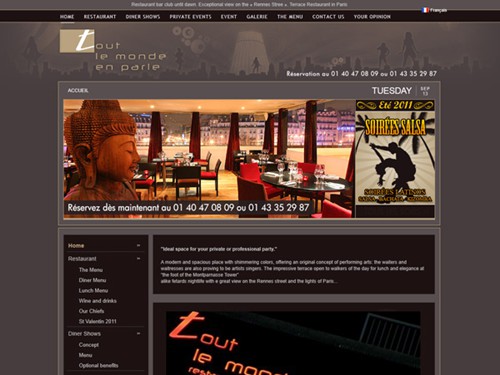 Restaurant bar club until dawn. Exceptional view on the « Rennes Stree ». Terrace Restaurant in Paris
Français
HOME RESTAURANT DINER SHOWS PRIVATE EVENTS EVENT GALERIE THE MENU TO CONTACT US YOUR OPINION
tout
le monde
en parle
Réservation au 01 40 47 08 09 ou 01 43 35 29 87
ACCUEIL
TUESDAY SEP
13
Eté 2011
SOIRÉES SALSA
SOIRÉES LATINOS
Réservez dès maintenant au 01 40 47 08 09 ou 01 43 35 29 87
Home
Restaurant
The Menu
Diner Menu
Lunch Menu
Wine and drinks
Our Chiefs
St Valentin 2011
Diner Shows
Concept
Menu
Optional benefits
"Ideal space for your private or professional party."
A modern and spacious place with shimmering colors, offering an original concept of performing arts: the waiters and
waitresses are also proving to be artists singers. The imprecisive terrace open to walkers of the day for lunch and elegance at
"the foot of the Montparnasse Tower"
alike fetards nightlife with e great view on the Rennes street and the lights of Paris...
tout
le monde